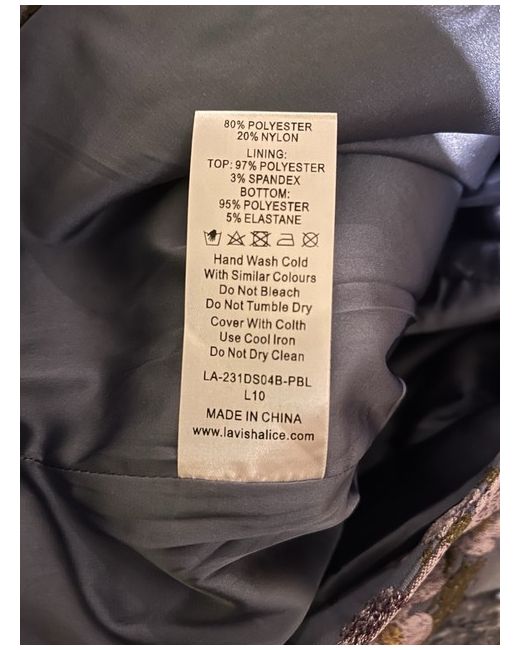 80% POLYESTER
20% NYLON
LINING:
TOP: 97% POLYESTER
3% SPANDEX
BOTTOM:
95% POLYESTER
5% ELASTANE
Hand Wash Cold
With Similar Colours
Do Not Bleach
Do Not Tumble Dry
Cover With Colth
Use Cool Iron
Do Not Dry Clean
LA-231DS04B-PBL
L10
MADE IN CHINA
www.lavishalice.com